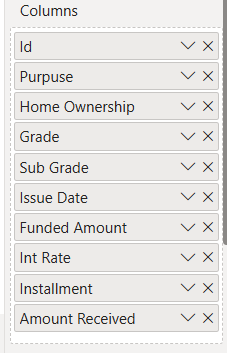 Columns
Id
Purpuse
Home Ownership
Grade
Sub Grade
Issue Date
Funded Amount
Int Rate
Installment
Amount Received